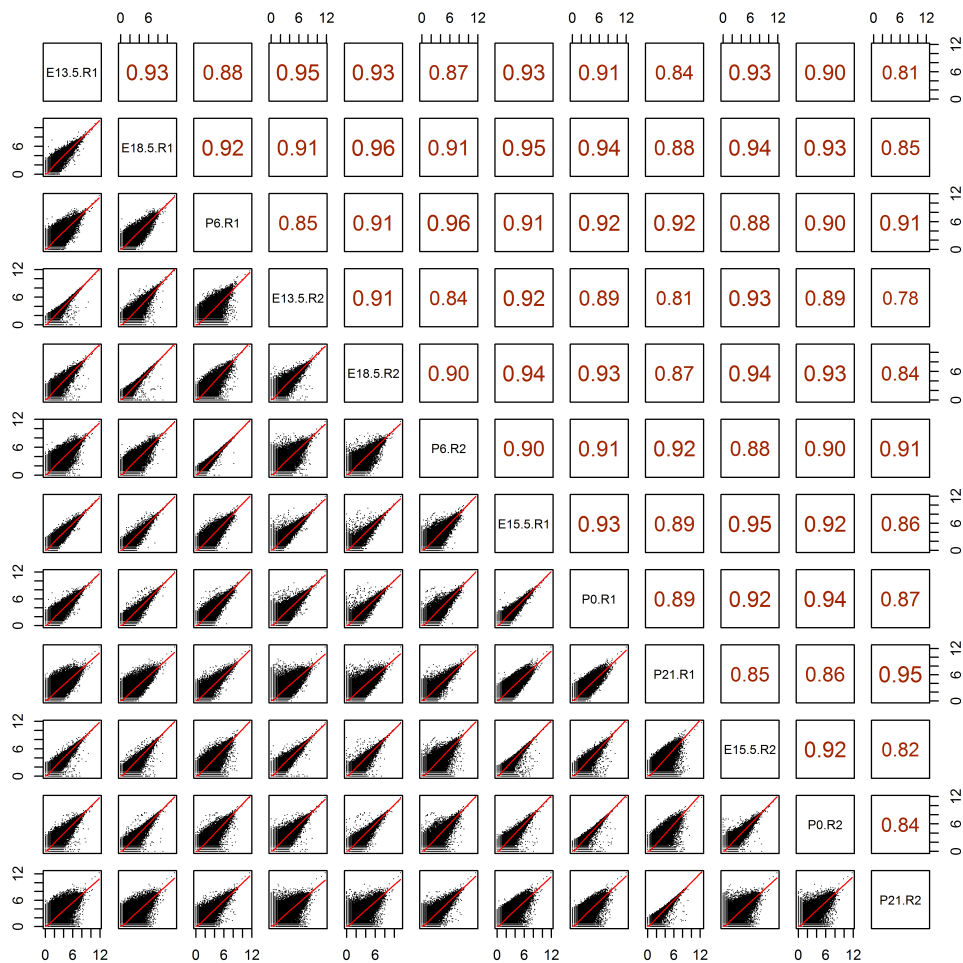 0 6 0 12 0 12 0 12 0 12 0 12
E13.5.R1 0.93 0.88 0.95 0.93 0.87 0.93 0.91 0.84 0.93 0.90 0.81 0 6 12
0 6 E18.5.R1 0.92 0.91 0.96 0.91 0.95 0.94 0.88 0.94 0.93 0.85
P6.R1 0.85 0.91 0.96 0.91 0.92 0.92 0.88 0.90 0.91 0 6 12
0 6 12 E13.5.R2 0.91 0.84 0.92 0.89 0.81 0.93 0.89 0.78
E18.5.R2 0.90 0.94 0.93 0.87 0.94 0.93 0.84 0 6
0 6 12 P6.R2 0.90 0.91 0.92 0.88 0.90 0.91
E15.5.R1 0.93 0.89 0.95 0.92 0.86 0 6 12
0 6 12 P0.R1 0.89 0.92 0.94 0.87
P21.R1 0.85 0.86 0.95 0 6 12
0 6 12 E15.5.R2 0.92 0.82
P0.R2 0.84 0 6 12
0 6 12 P21.R2
0 6 12 0 6 12 0 6 0 6 12 0 6 12 0 6 12